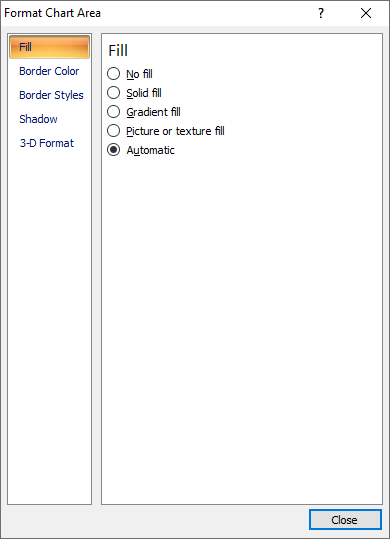 Format Chart Area
?
Fill
Border Color
Border Styles
Shadow
3-D Format
Fill
No fill
Solid fill
Gradient fill
Picture or texture fill
Automatic
Close